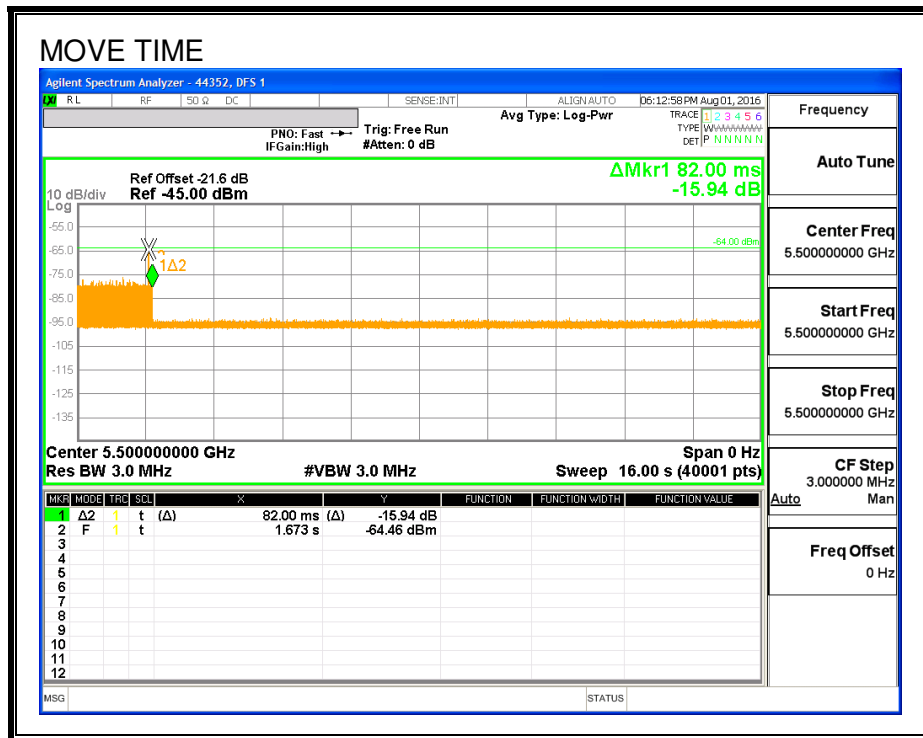 MOVE TIME
Agilent Spectrum Analyzer - 44352, DFS 1
LXI RL RF 50 Ω DC SENSE:INT ALIGN AUTO 06:12:58 PM Aug 01, 2016
Avg Type: Log-Pwr TRACE 1 2 3 4 5 6
PNO: Fast Trig: Free Run TYPE W
IFGain:High #Atten: 0 dB DET P N N N N N
Frequency
Auto Tune
Center Freq
5.500000000 GHz
Start Freq
5.500000000 GHz
Stop Freq
5.500000000 GHz
CF Step
3.000000 MHz
Auto Man
Freq Offset
0 Hz
ΔMkr1 82.00 ms
-15.94 dB
Ref Offset -21.6 dB
10 dB/div Ref -45.00 dBm
Log
-55.0
-65.0
-75.0
-85.0
-95.0
-105
-115
-125
-135
-64.00 dBm
1Δ2
Center 5.500000000 GHz Span 0 Hz
Res BW 3.0 MHz #VBW 3.0 MHz Sweep 16.00 s (40001 pts)
MKR MODE TRC SCL X Y FUNCTION FUNCTION WIDTH FUNCTION VALUE
1 Δ2 1 t (Δ) 82.00 ms (Δ) -15.94 dB
2 F 1 t 1.673 s -64.46 dBm
3
4
5
6
7
8
9
10
11
12
MSG STATUS